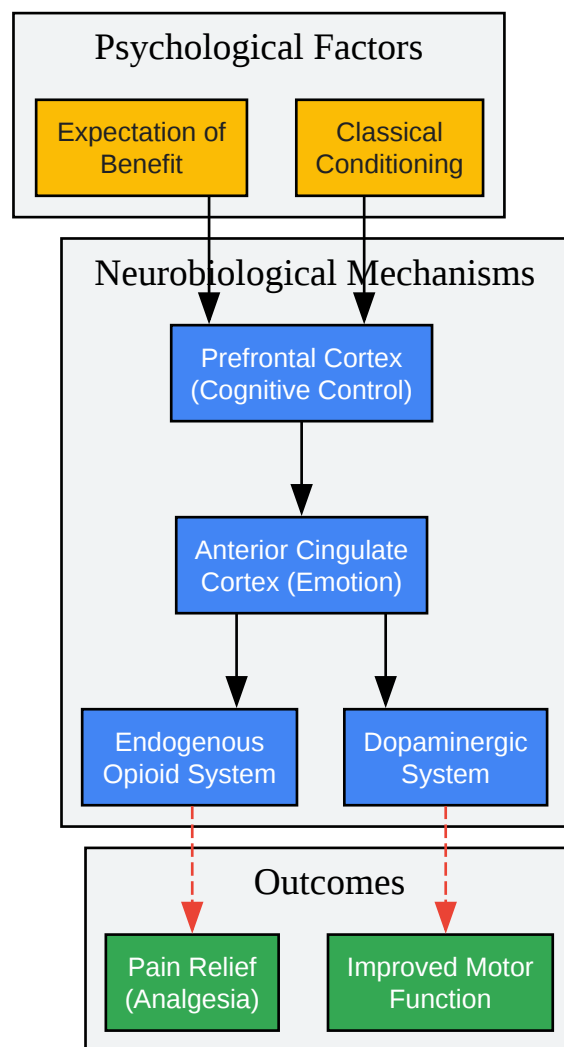 Psychological Factors
Expectation of
Benefit
Classical
Conditioning
Neurobiological Mechanisms
Prefrontal Cortex
(Cognitive Control)
Anterior Cingulate
Cortex (Emotion)
Endogenous
Opioid System
Dopaminergic
System
Outcomes
Pain Relief
(Analgesia)
Improved Motor
Function